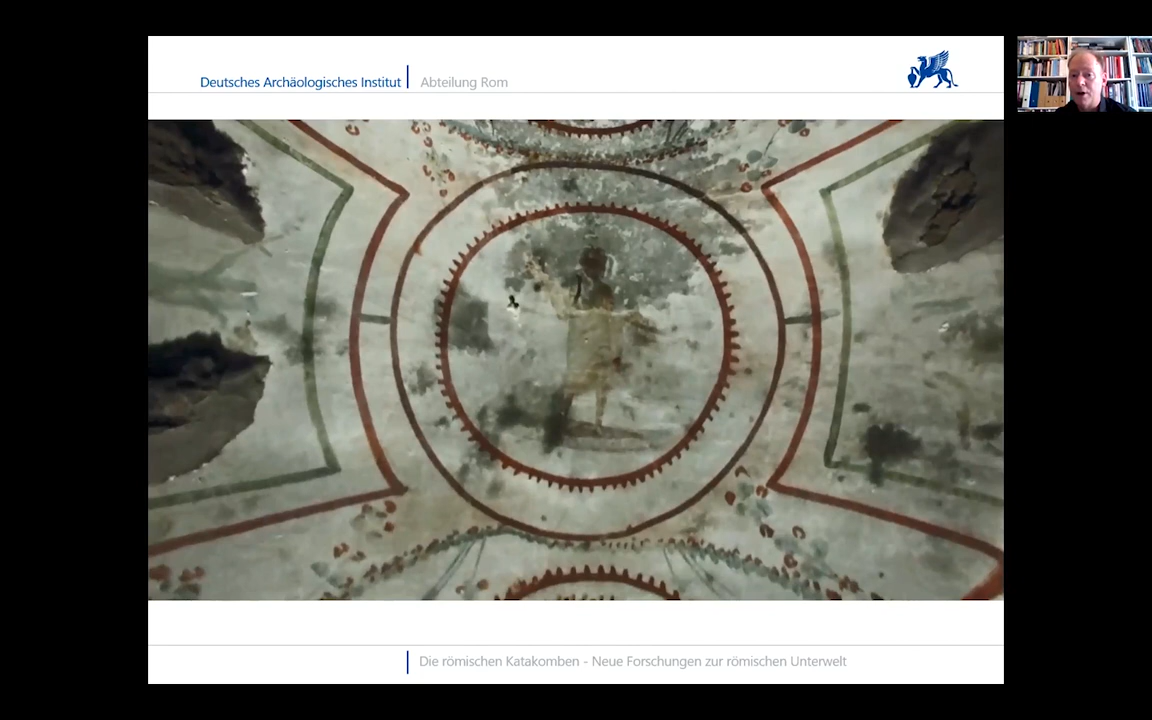 Deutsches Archäologisches Institut
Abteilung Rom
Die römischen Katakomben - Neue Forschungen zur römischen Unterwelt